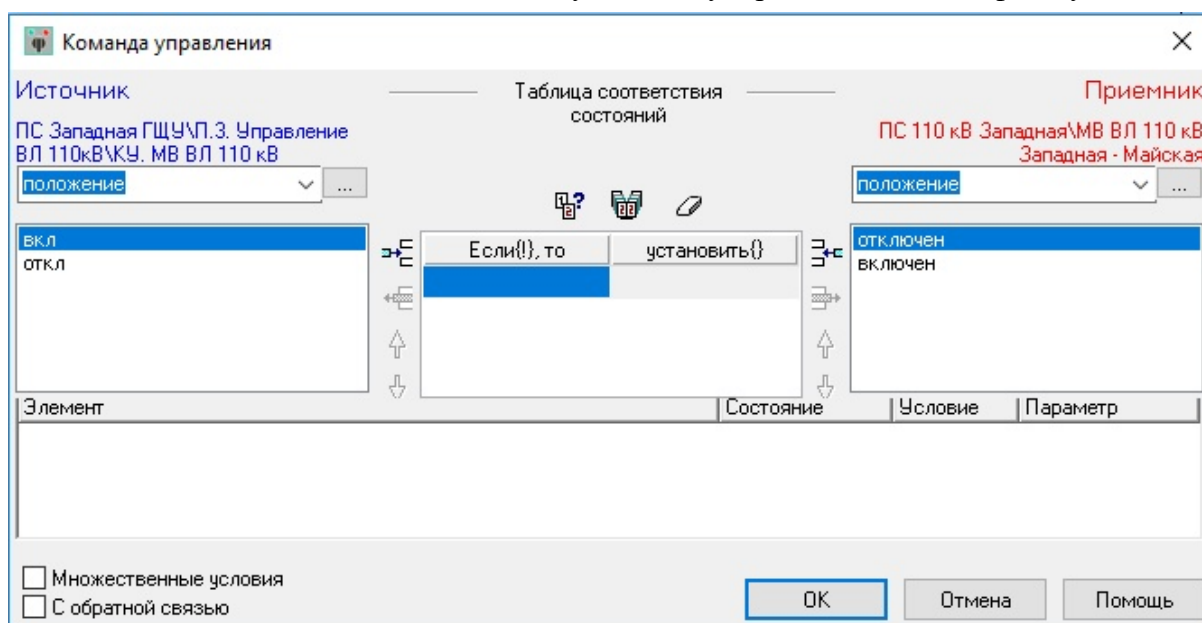 Команда управления
Источник
Таблица соответствия
состояний
Приемник
ПС Западная ГЩУ\П.3. Управление
ВЛ 110кВ\КУ. МВ ВЛ 110 кВ
ПС 110 кВ Западная\МВ ВЛ 110 кВ
Западная - Майская
положение
...
положение
...
вкл
откл
Если{!}, то
установить{}
отключен
включен
Элемент
Состояние
Условие
Параметр
Множественные условия
С обратной связью
OK
Отмена
Помощь